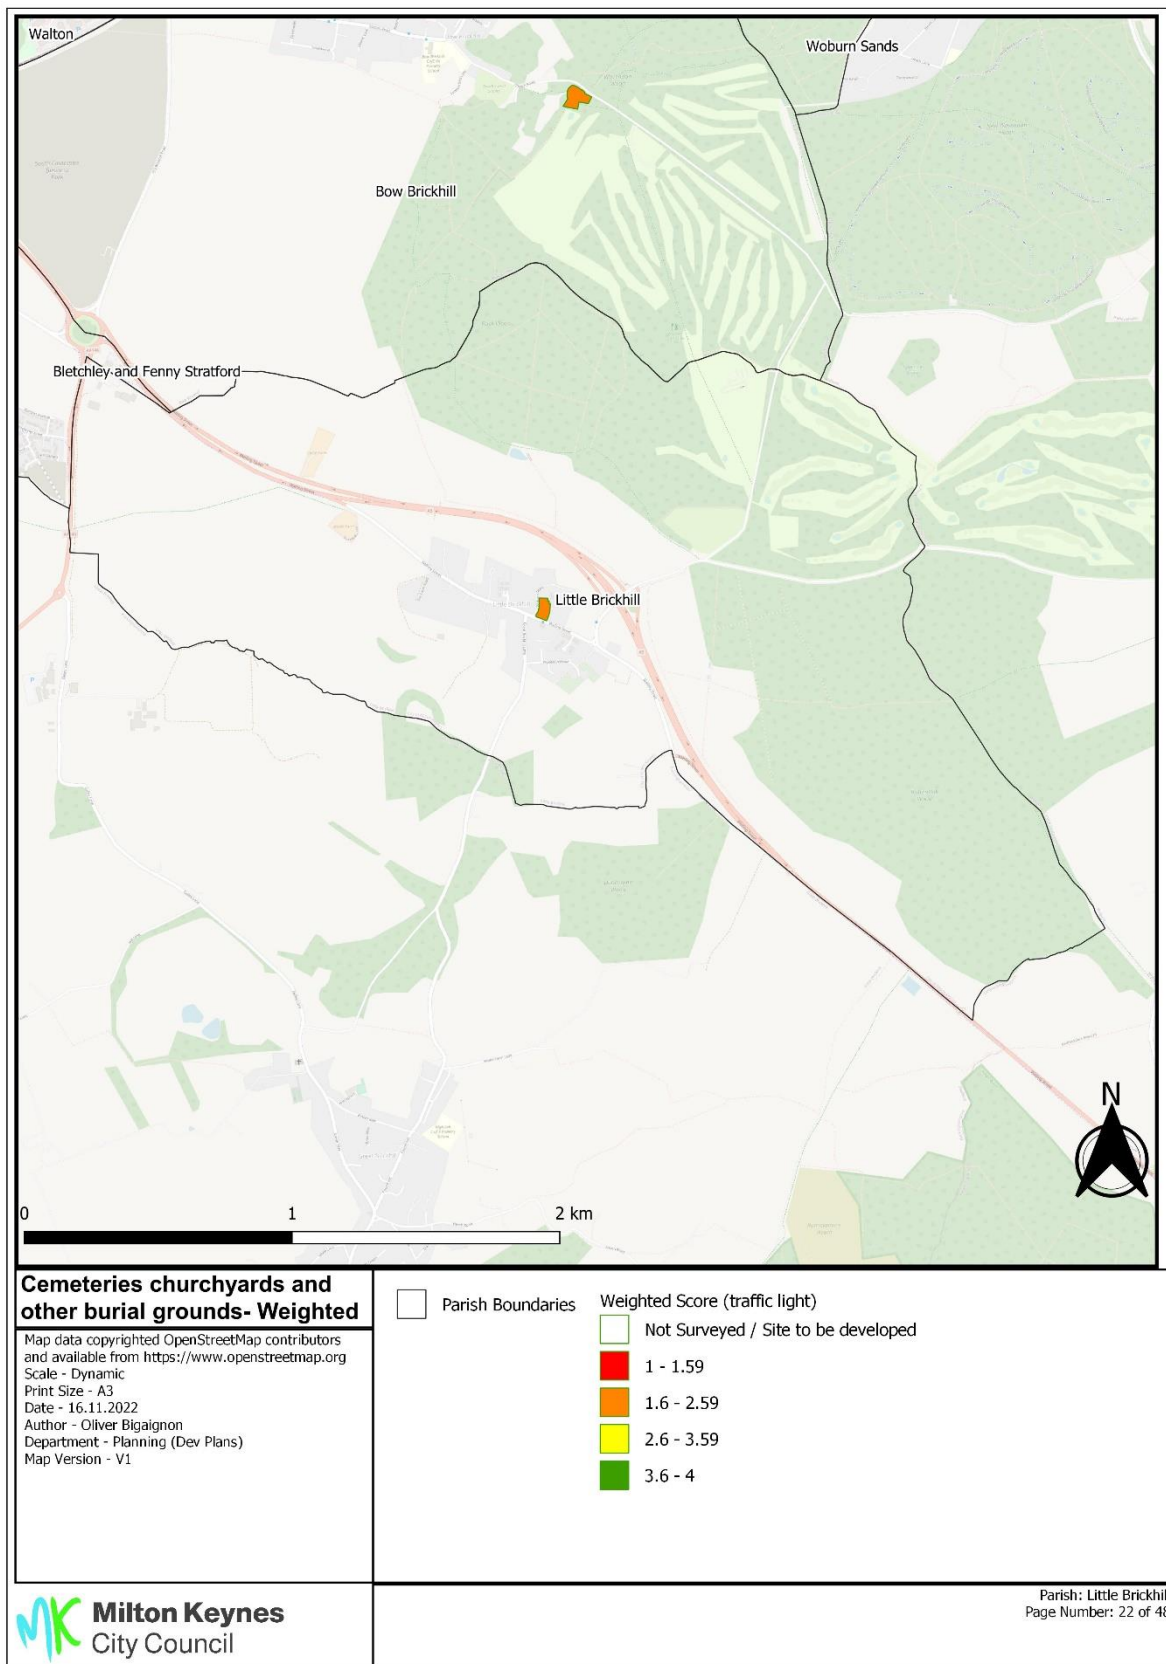 Walton
Woburn Sands
Bow Brickhill
Bletchley and Fenny Stratford
Little Brickhill
N
0 1 2 km
Cemeteries churchyards and
other burial grounds- Weighted
Map data copyrighted OpenStreetMap contributors
and available from https://www.openstreetmap.org
Scale - Dynamic
Print Size - A3
Date - 16.11.2022
Author - Oliver Bigaignon
Department - Planning (Dev Plans)
Map Version - V1
Parish Boundaries
Weighted Score (traffic light)
Not Surveyed / Site to be developed
1 - 1.59
1.6 - 2.59
2.6 - 3.59
3.6 - 4
MK Milton Keynes
City Council
Parish: Little Brickhil
Page Number: 22 of 48